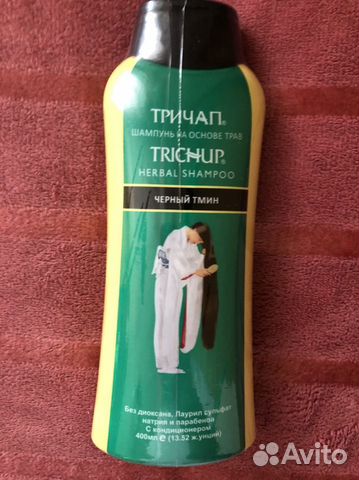 ТРИЧАП®
ШАМПУНЬ НА ОСНОВЕ ТРАВ
TRICHUP®
HERBAL SHAMPOO
ЧЕРНЫЙ ТМИН
Без диоксана, Лаурил сульфат
натрия и парабенов
С кондиционером
400мл e (13.52 ж.унций)
Avito